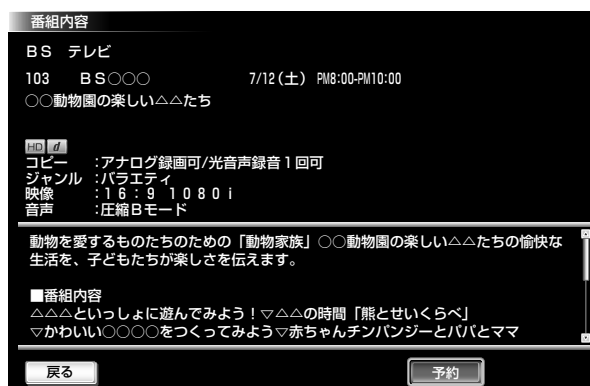 番組内容
BS テレビ
103 BS○○○ 7/12(土) PM8:00-PM10:00
○○動物園の楽しい△△たち
HD d
コピー :アナログ録画可/光音声録音1回可
ジャンル :バラエティ
映像 :16:9 1080i
音声 :圧縮Bモード
動物を愛するものたちのための「動物家族」○○動物園の楽しい△△たちの愉快な
生活を、子どもたちが楽しさを伝えます。
■番組内容
△△△といっしょに遊んでみよう!▽△△の時間「熊とせいくらべ」
▽かわいい○○○○をつくってみよう▽赤ちゃんチンバンジーとパパとママ
戻る 予約